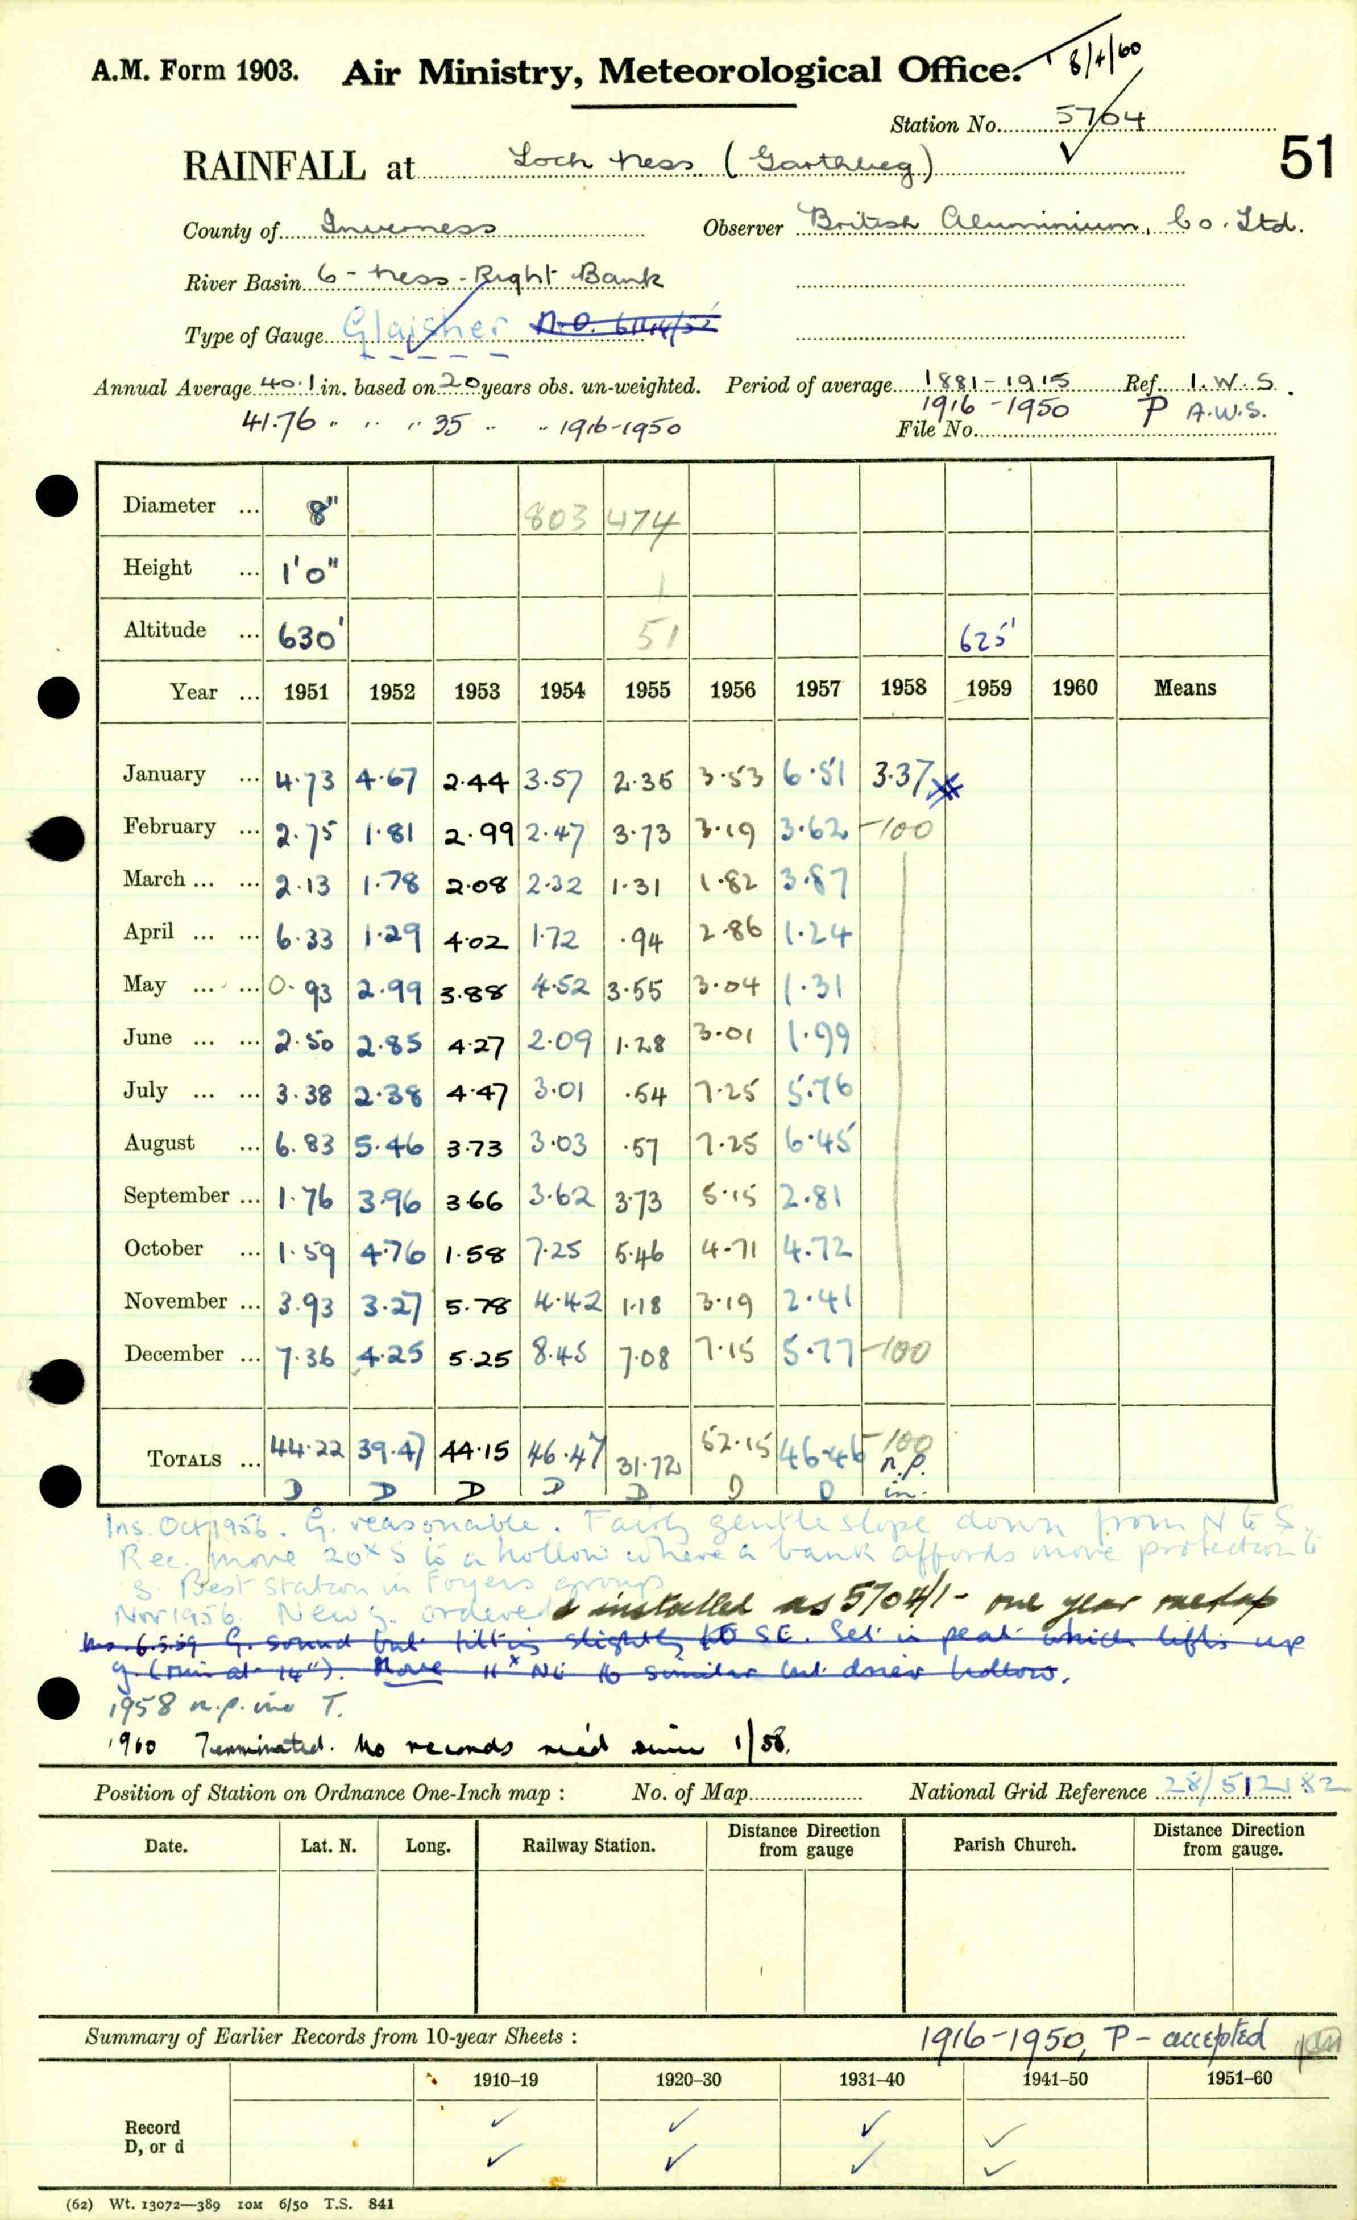 8/4/60
A.M. Form 1903. Air Ministry, Meteorological Office.
Station No. 5704
51
RAINFALL at Loch Ness (Garthbeg)
County of Inverness Observer British Aluminium, Co. Ltd.
River Basin 6 - Ness - Right Bank
Type of Gauge Glaisher
Annual Average 40.1 in. based on 20 years obs. un-weighted. Period of average 1881-1915 Ref. I.W.S.
41.76 " " " 35 " " 1916-1950 1916-1950 P A.W.S.
File No.
Diameter ... 8" 803 474
Height ... 1'0" 1
Altitude ... 630' 51 625'
Year ... 1951 1952 1953 1954 1955 1956 1957 1958 1959 1960 Means
January ... 4.73 4.67 2.44 3.57 2.35 3.53 6.51 3.37
February ... 2.75 1.81 2.99 2.47 3.73 3.19 3.62 -100
March ... ... 2.13 1.78 2.08 2.32 1.31 1.82 3.87
April ... ... 6.33 1.29 4.02 1.72 .94 2.86 1.24
May ... ... 0.93 2.99 3.88 4.52 3.55 3.04 1.31
June ... ... 2.50 2.85 4.27 2.09 1.28 3.01 1.99
July ... ... 3.38 2.38 4.47 3.01 .54 7.25 5.76
August ... 6.83 5.46 3.73 3.03 .57 7.25 6.45
September ... 1.76 3.96 3.66 3.62 3.73 5.15 2.81
October ... 1.59 4.76 1.58 7.25 5.46 4.71 4.72
November ... 3.93 3.27 5.78 4.42 1.18 3.19 2.41
December ... 7.36 4.25 5.25 8.45 7.08 7.15 5.77 -100
TOTALS ... 44.22 39.47 44.15 46.47 31.72 52.15 46.46 -100
n.p.
D D D D D D D in.
Ins. Oct 1956. G. reasonable. Fairly gentle slope down from N to S.
Rec. move 20x S to a hollow where a bank affords more protection to
g. Best station in Foyers group
Nov 1956. New g. ordered & installed as 5704/1 - one year overlap
Ins. 6.5.59 G. sound but tilting slightly to SE. Set in peat which lifts up
g. (rim at 14"). Move 11x NE to similar but drier hollow.
1958 n.p. ino T.
1960 Terminated. No records rec'd since 1/58.
Position of Station on Ordnance One-Inch map : No. of Map National Grid Reference 28/512182
Date. Lat. N. Long. Railway Station. Distance from Direction gauge Parish Church. Distance from Direction gauge.
Summary of Earlier Records from 10-year Sheets : 1916-1950, P - accepted
1910–19 1920–30 1931–40 1941–50 1951–60
Record
D, or d
(62) Wt. 13072—389 10M 6/50 T.S. 841